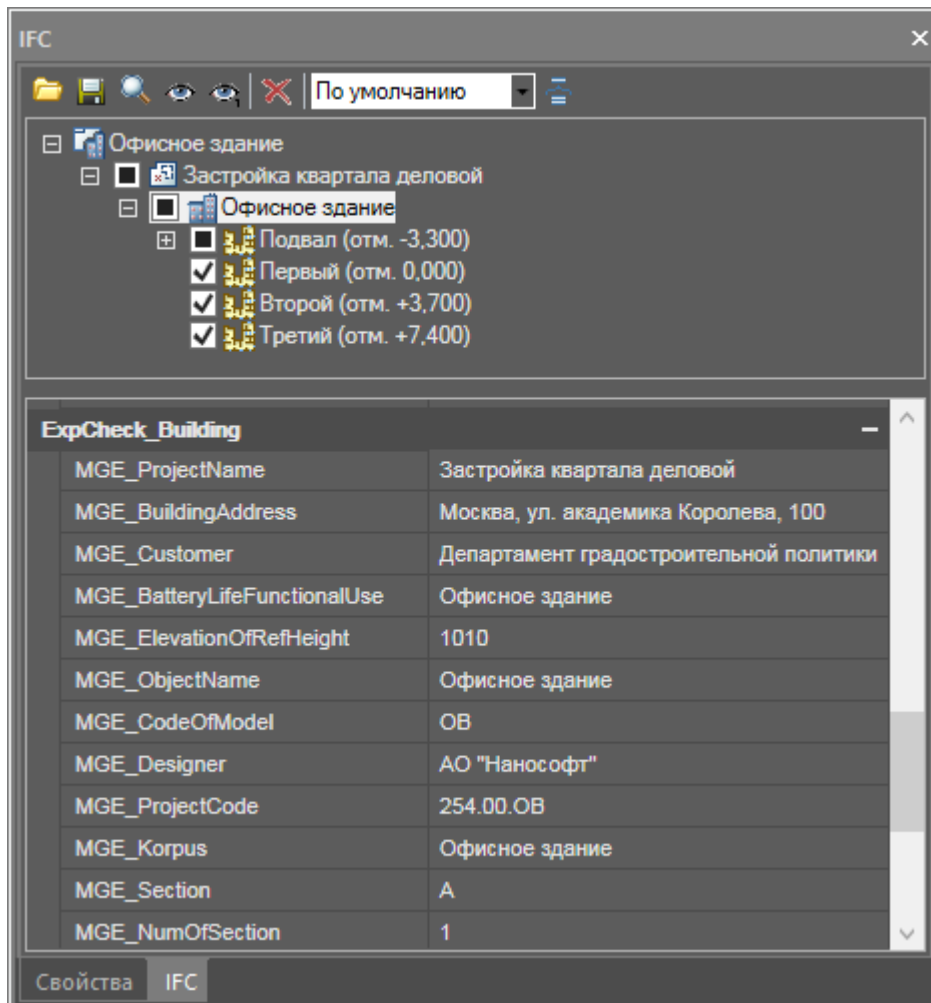 IFC
По умолчанию
Офисное здание
Застройка квартала деловой
Офисное здание
Подвал (отм. -3,300)
Первый (отм. 0,000)
Второй (отм. +3,700)
Третий (отм. +7,400)
ExpCheck_Building
MGE_ProjectName Застройка квартала деловой
MGE_BuildingAddress Москва, ул. академика Королева, 100
MGE_Customer Департамент градостроительной политики
MGE_BatteryLifeFunctionalUse Офисное здание
MGE_ElevationOfRefHeight 1010
MGE_ObjectName Офисное здание
MGE_CodeOfModel ОВ
MGE_Designer АО "Нанософт"
MGE_ProjectCode 254.00.ОВ
MGE_Korpus Офисное здание
MGE_Section А
MGE_NumOfSection 1
Свойства IFC